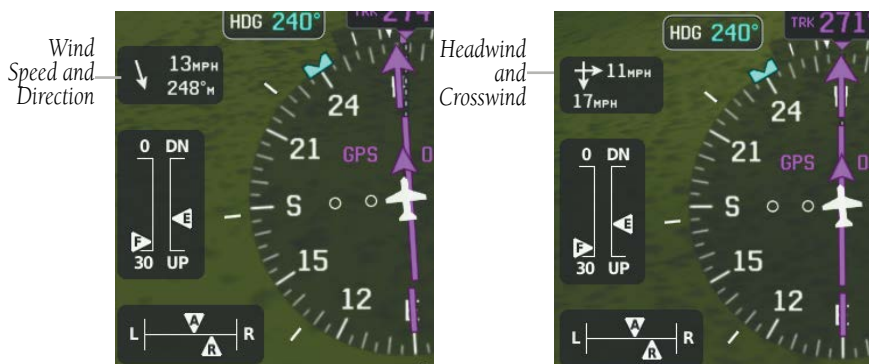 Wind
Speed and
Direction
HDG 240°
TRK 274
13MPH
248°M
24
21
GPS
S
15
12
0 DN
E
F
30 UP
A
L R
R
Headwind
and
Crosswind
HDG 240°
TRK 271
11MPH
17MPH
24
21
GPS
S
15
12
0 DN
E
F
30 UP
A
L R
R